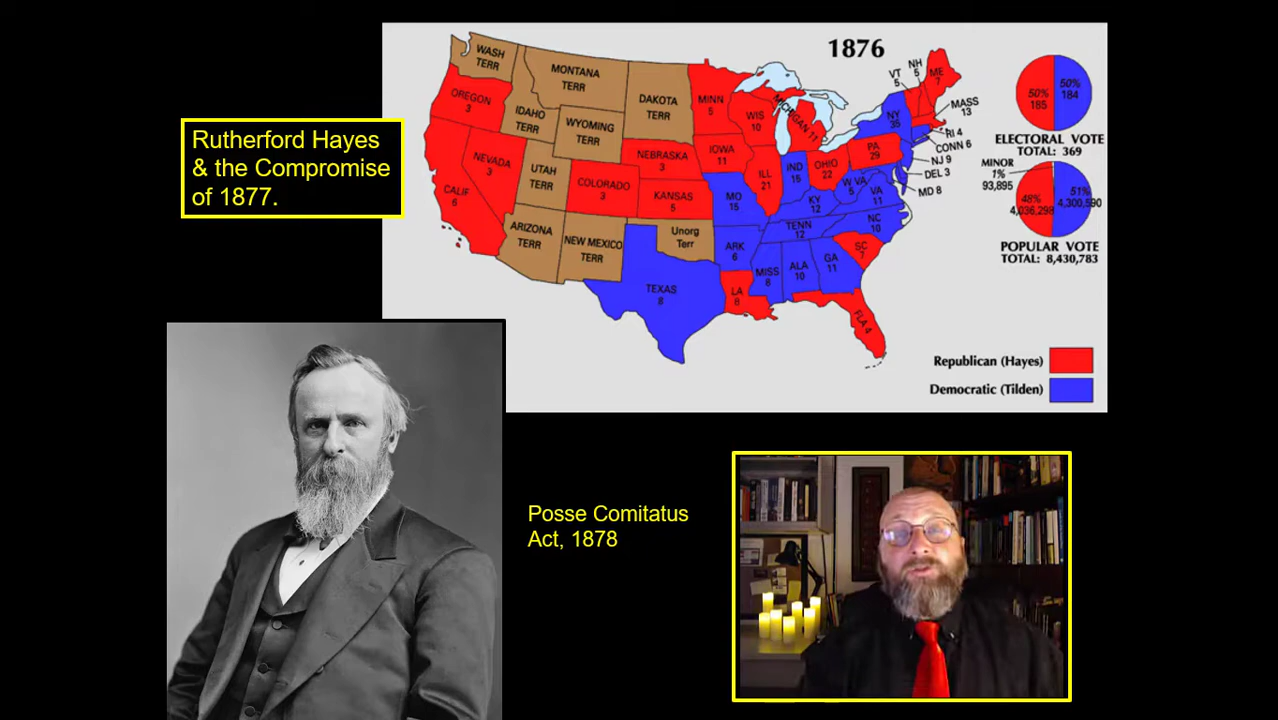 Rutherford Hayes
& the Compromise
of 1877.
1876
WASH
TERR
MONTANA
TERR
DAKOTA
TERR
MINN
5
VT
5
NH
5
ME
7
OREGON
3
IDAHO
TERR
WYOMING
TERR
WIS
10
MICHIGAN 11
NY
35
MASS
13
RI 4
CONN 6
NJ 9
DEL 3
MD 8
NEVADA
3
UTAH
TERR
NEBRASKA
3
IOWA
11
ILL
21
IND
15
OHIO
22
PA
29
W VA
5
VA
11
CALIF
6
COLORADO
3
KANSAS
5
MO
15
KY
12
NC
10
ARIZONA
TERR
NEW MEXICO
TERR
Unorg
Terr
ARK
6
TENN
12
SC
7
TEXAS
8
LA
8
MISS
8
ALA
10
GA
11
FLA 4
50%
185
50%
184
ELECTORAL VOTE
TOTAL: 369
MINOR
1%
93,895
48%
4,036,298
51%
4,300,590
POPULAR VOTE
TOTAL: 8,430,783
Republican (Hayes)
Democratic (Tilden)
Posse Comitatus
Act, 1878